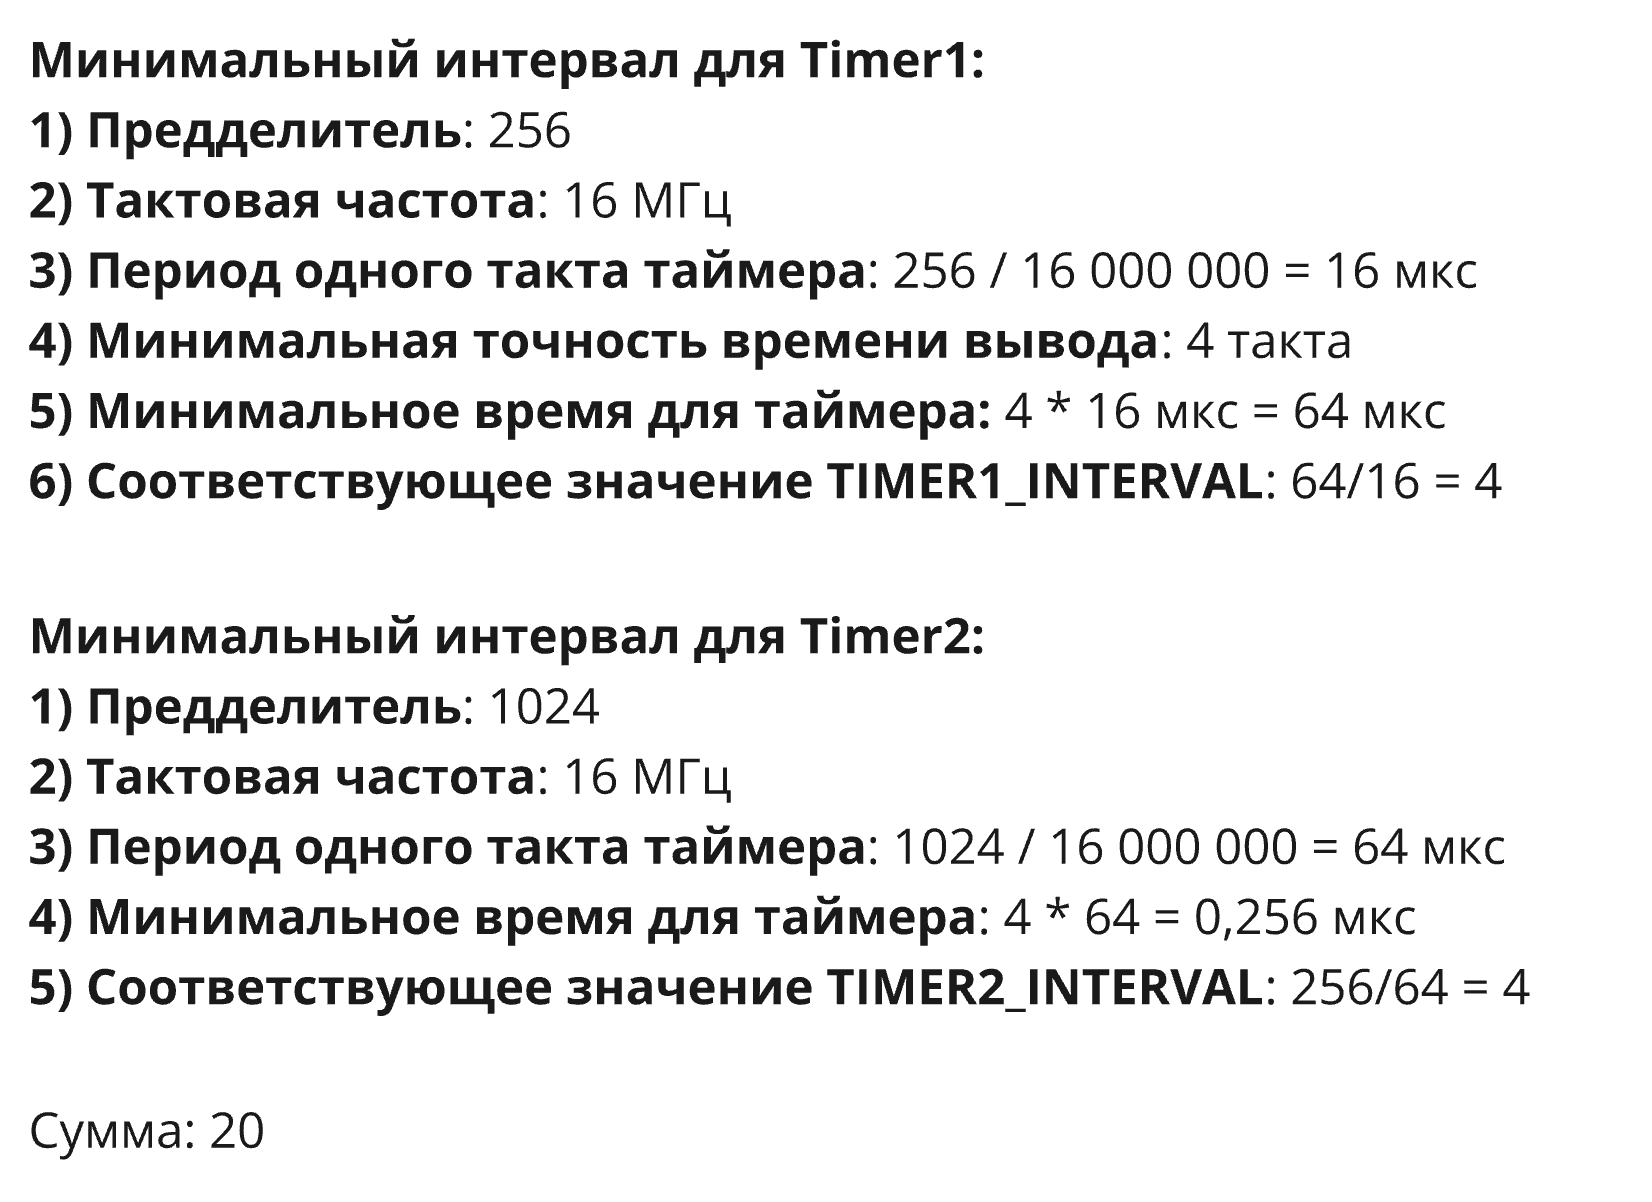 Минимальный интервал для Timer1:
1) Предделитель: 256
2) Тактовая частота: 16 МГц
3) Период одного такта таймера: 256 / 16 000 000 = 16 мкс
4) Минимальная точность времени вывода: 4 такта
5) Минимальное время для таймера: 4 * 16 мкс = 64 мкс
6) Соответствующее значение TIMER1_INTERVAL: 64/16 = 4
Минимальный интервал для Timer2:
1) Предделитель: 1024
2) Тактовая частота: 16 МГц
3) Период одного такта таймера: 1024 / 16 000 000 = 64 мкс
4) Минимальное время для таймера: 4 * 64 = 0,256 мкс
5) Соответствующее значение TIMER2_INTERVAL: 256/64 = 4
Сумма: 20